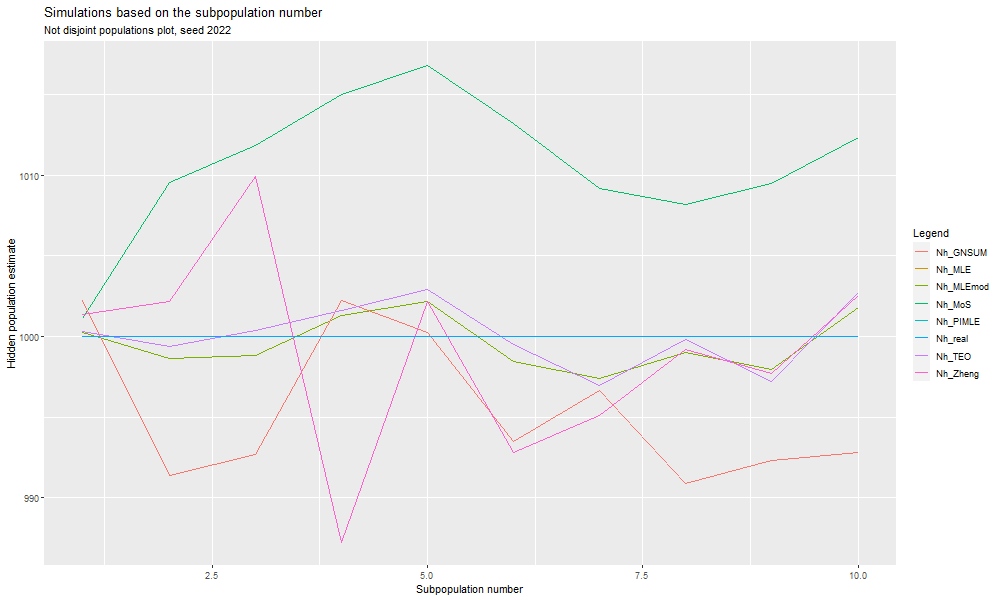 Simulations based on the subpopulation number
Not disjoint populations plot, seed 2022
Hidden population estimate
1010
1000
990
2.5
5.0
7.5
10.0
Subpopulation number
Legend
Nh_GNSUM
Nh_MLE
Nh_MLEmod
Nh_MoS
Nh_PIMLE
Nh_real
Nh_TEO
Nh_Zheng